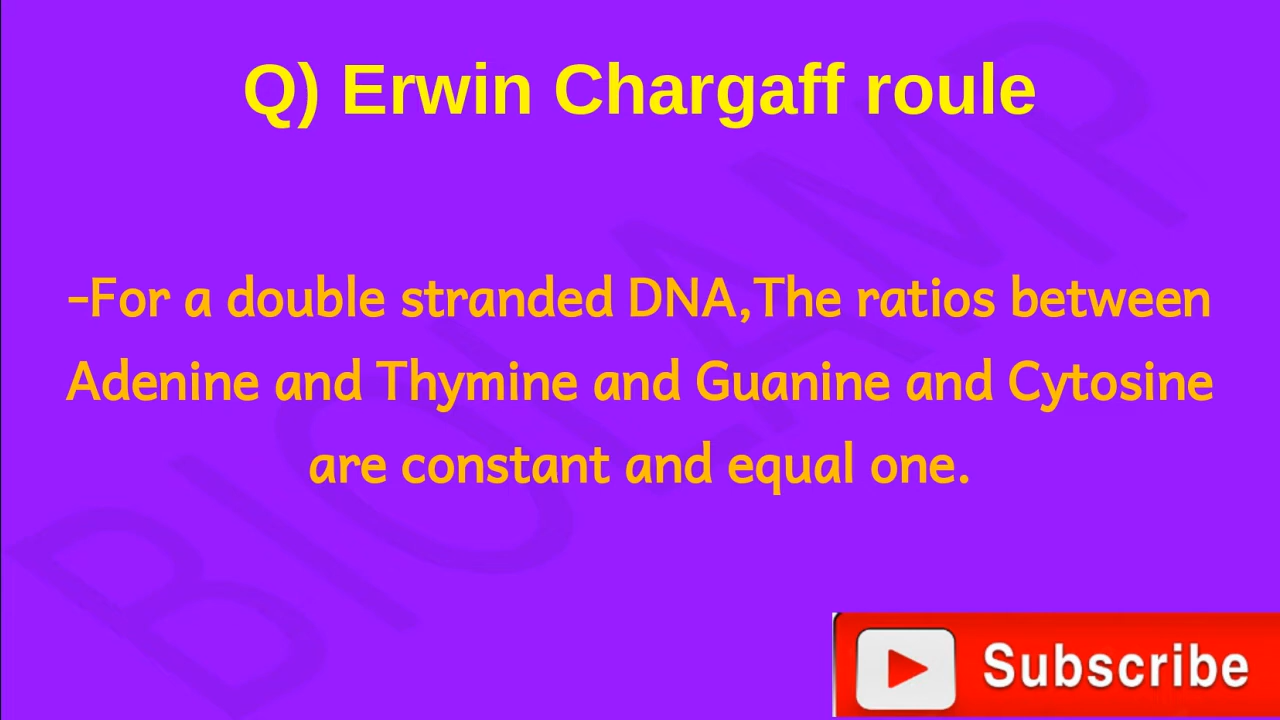 Q) Erwin Chargaff roule
-For a double stranded DNA,The ratios between
Adenine and Thymine and Guanine and Cytosine
are constant and equal one.
BIOLAMP
Subscribe